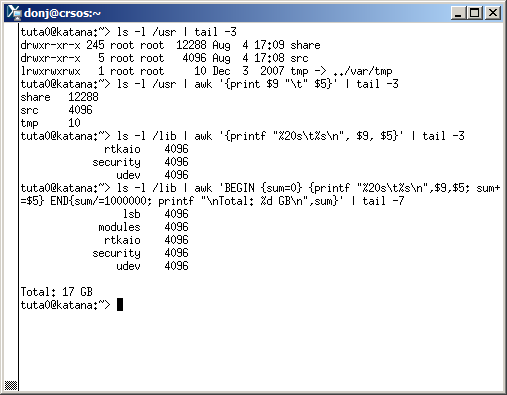 donj@crsos:~
tuta0@katana:~> ls -l /usr | tail -3
drwxr-xr-x 245 root root  12288 Aug  4 17:09 share
drwxr-xr-x   5 root root   4096 Aug  4 17:08 src
lrwxrwxrwx   1 root root     10 Dec  3  2007 tmp -> ../var/tmp
tuta0@katana:~> ls -l /usr | awk '{print $9 "\t" $5}' | tail -3
share   12288
src     4096
tmp     10
tuta0@katana:~> ls -l /lib | awk '{printf "%20s\t%s\n", $9, $5}' | tail -3
              rtkaio    4096
            security    4096
                udev    4096
tuta0@katana:~> ls -l /lib | awk 'BEGIN {sum=0} {printf "%20s\t%s\n",$9,$5; sum+
=$5} END{sum/=1000000; printf "\nTotal: %d GB\n",sum}' | tail -7
                 lsb    4096
             modules    4096
              rtkaio    4096
            security    4096
                udev    4096

Total: 17 GB
tuta0@katana:~>